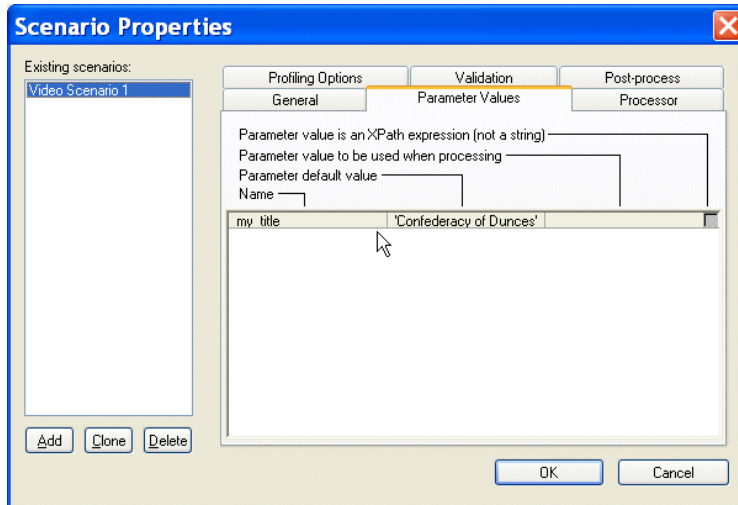 Scenario Properties
Existing scenarios:
Video Scenario 1
Add
Clone
Delete
Profiling Options
Validation
Post-process
General
Parameter Values
Processor
Parameter value is an XPath expression (not a string)
Parameter value to be used when processing
Parameter default value
Name
my_title
'Confederacy of Dunces'
OK
Cancel